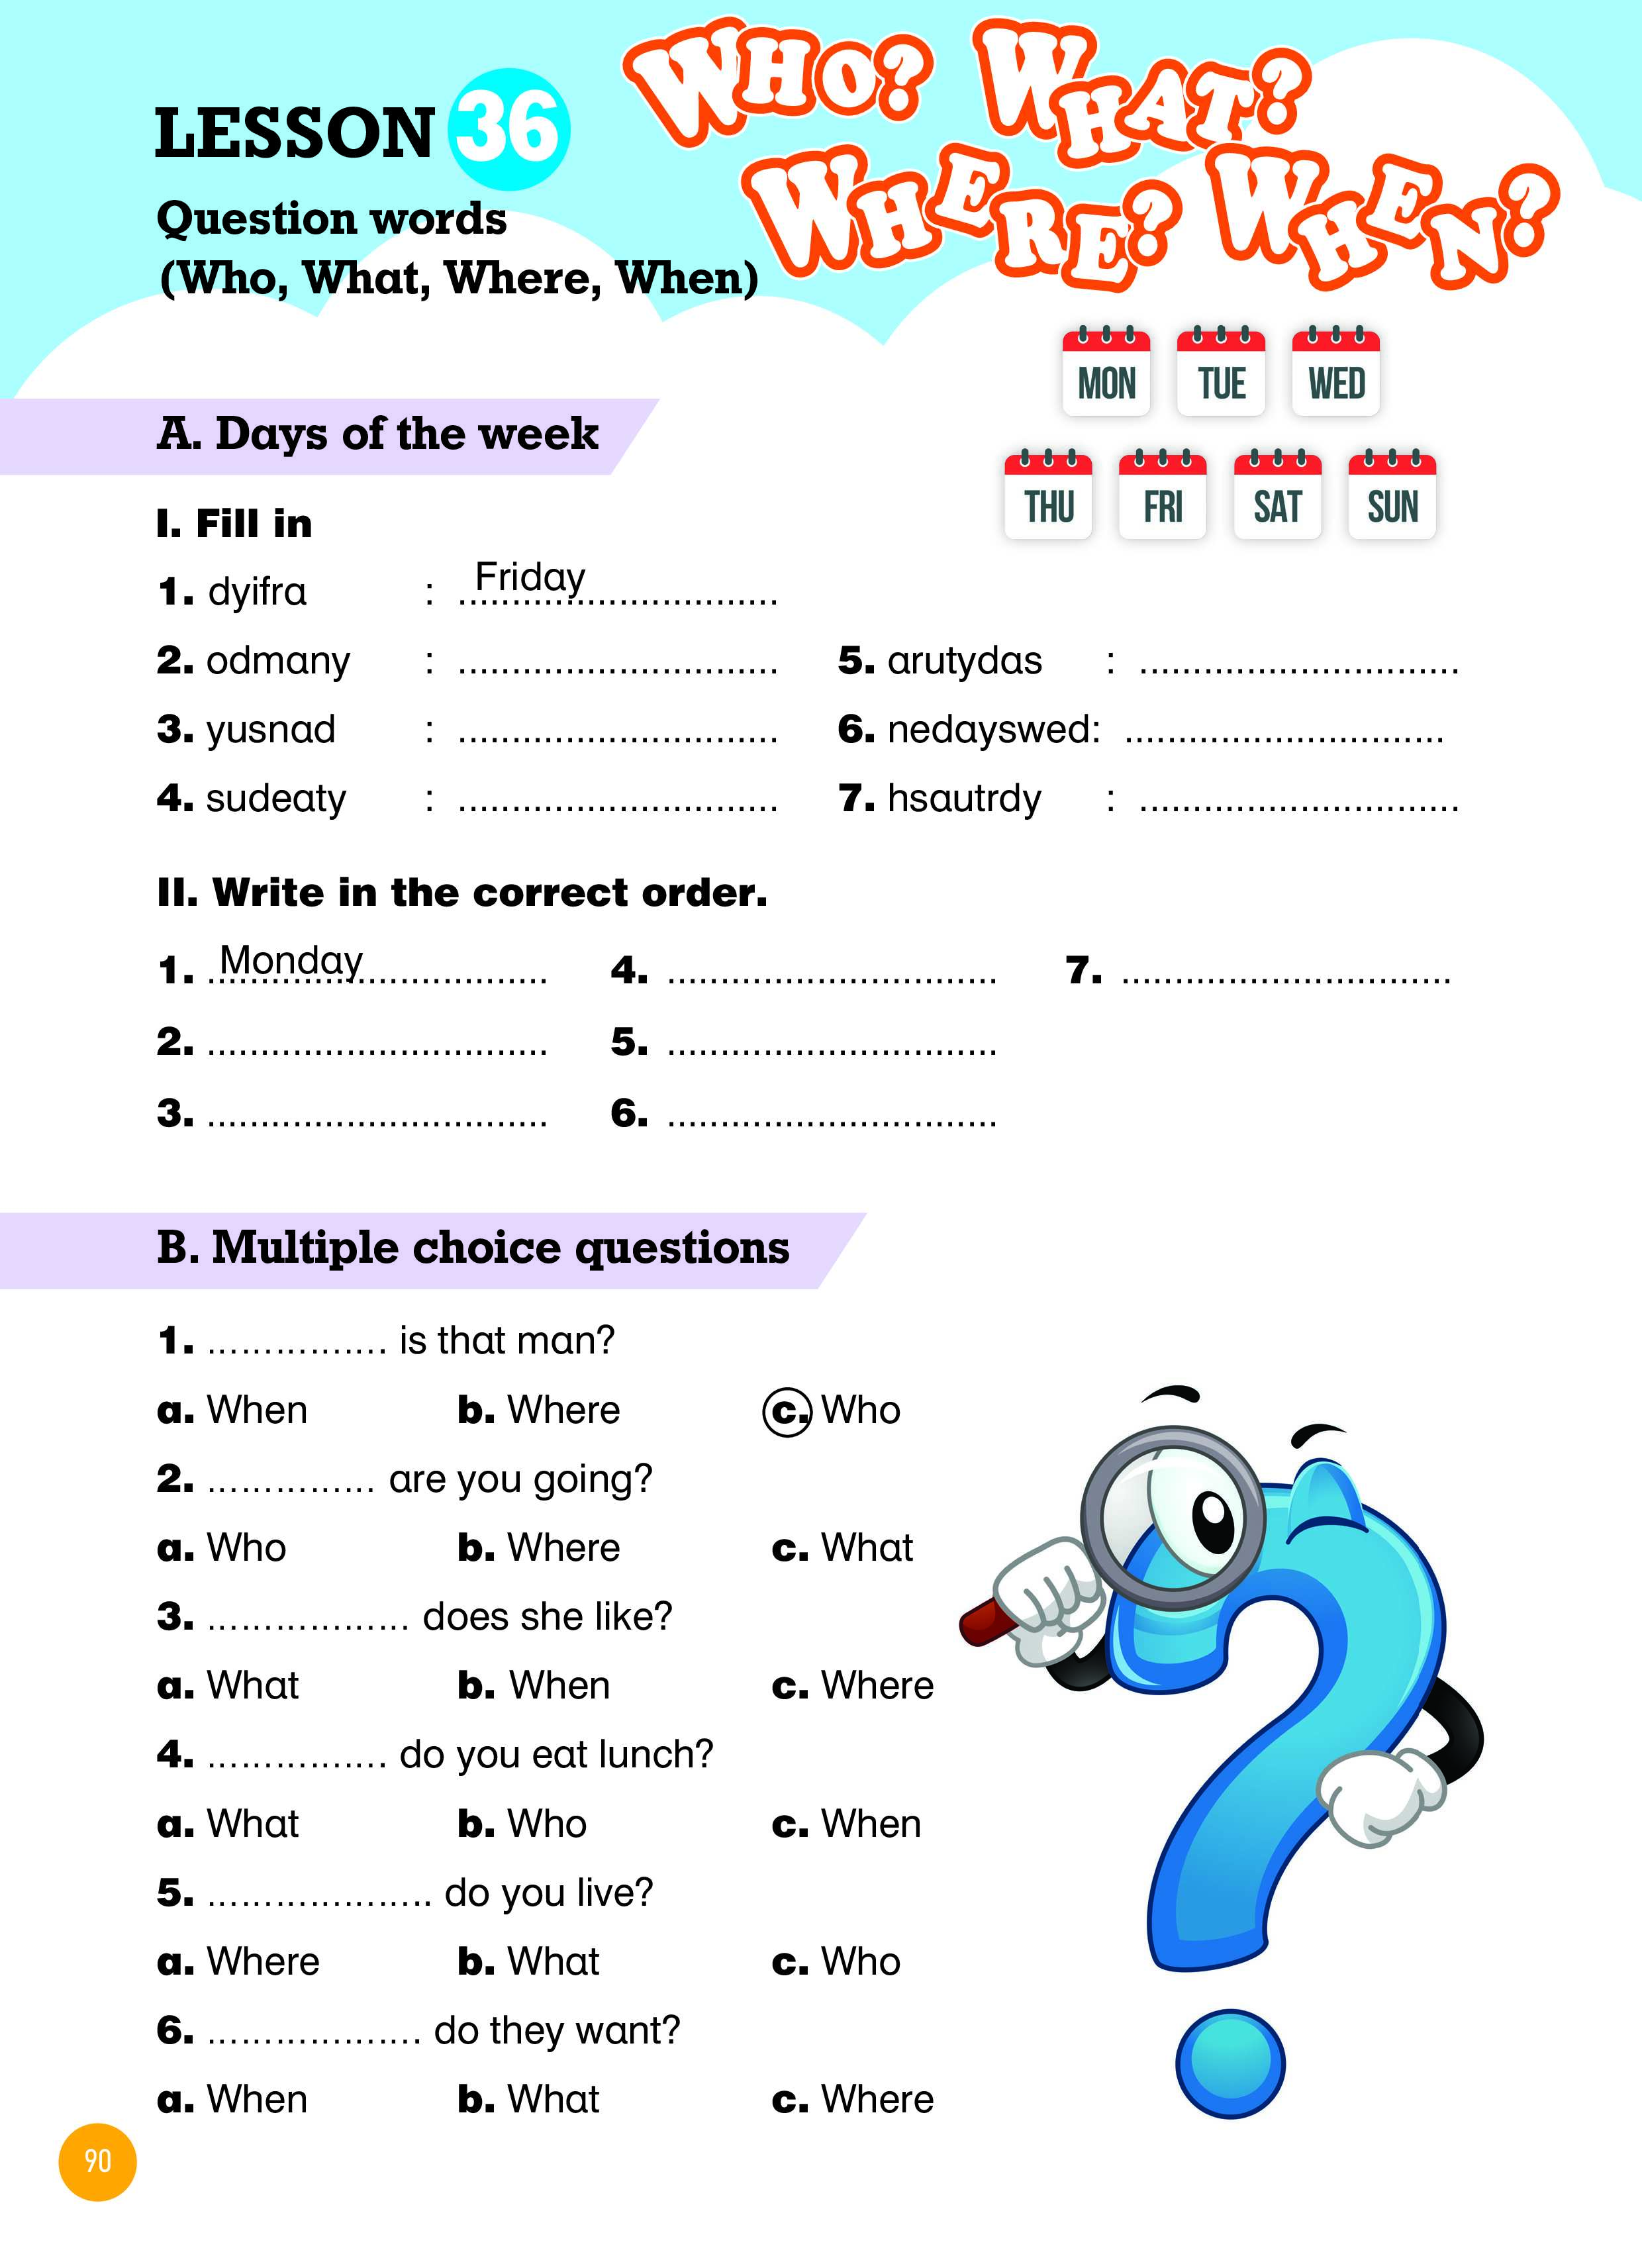 LESSON 36
WHO? WHAT?
WHERE? WHEN?
Question words
(Who, What, Where, When)
MON TUE WED
THU FRI SAT SUN
A. Days of the week
I. Fill in
1. dyifra : Friday
2. odmany : ..............................
3. yusnad : ..............................
4. sudeaty : ..............................
5. arutydas : ..............................
6. nedayswed: ..............................
7. hsautrdy : ..............................
II. Write in the correct order.
1. Monday
2. ................................
3. ................................
4. ...............................
5. ...............................
6. ...............................
7. ...............................
B. Multiple choice questions
1. ................ is that man?
a. When b. Where c. Who
2. ............... are you going?
a. Who b. Where c. What
3. .................. does she like?
a. What b. When c. Where
4. ................ do you eat lunch?
a. What b. Who c. When
5. .................... do you live?
a. Where b. What c. Who
6. ................... do they want?
a. When b. What c. Where
90